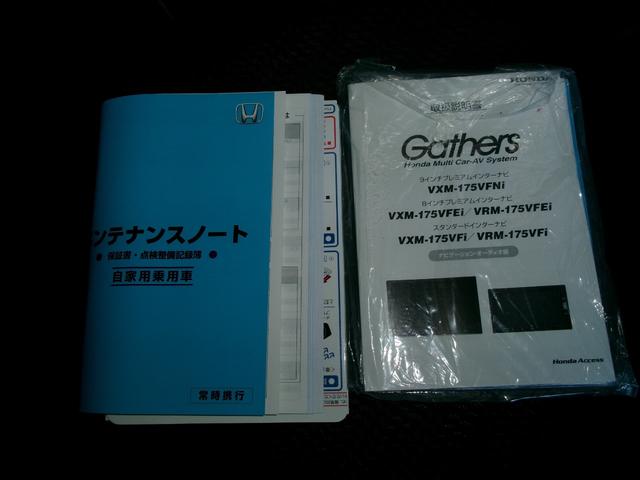 ンテナンスノート
● 保証書・点検整備記録簿 ●
自家用乗用車
常時携行
HONDA
取扱説明書
Gathers
Honda Multi Car-AV System
9インチプレミアムインターナビ
VXM-175VFNi
8インチプレミアムインターナビ
VXM-175VFEi/VRM-175VFEi
スタンダードインターナビ
VXM-175VFi/VRM-175VFi
ナビゲーション・オーディオ編
Honda Access